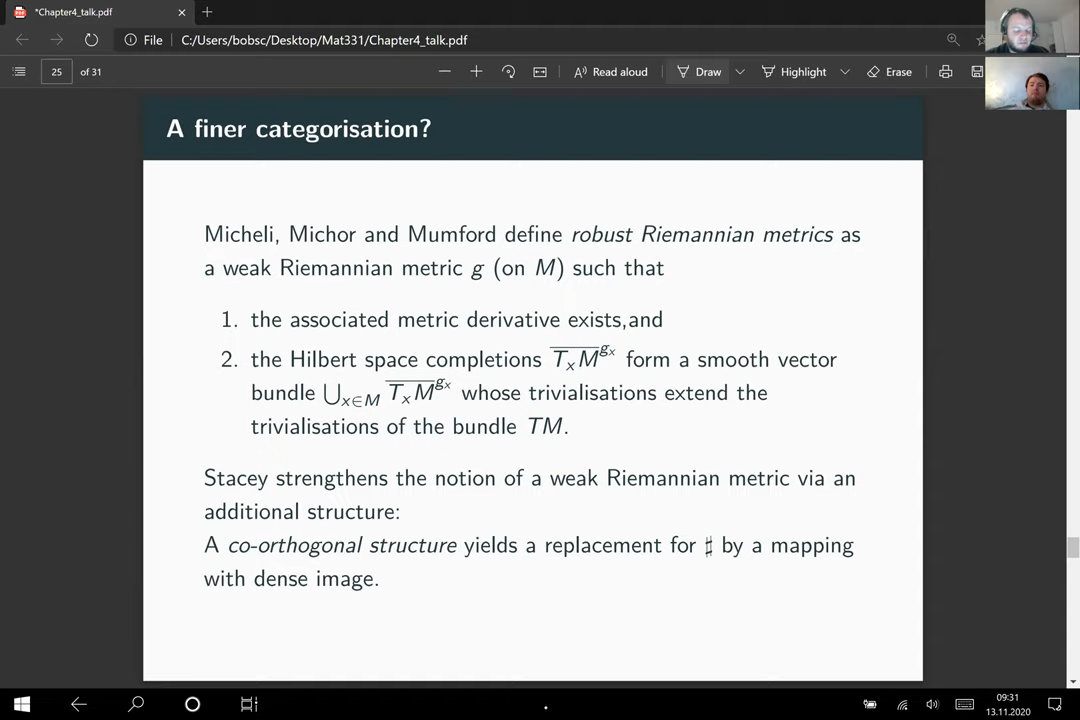 *Chapter4_talk.pdf
File C:/Users/bobsc/Desktop/Mat331/Chapter4_talk.pdf
25 of 31 Read aloud Draw Highlight Erase
A finer categorisation?
Micheli, Michor and Mumford define robust Riemannian metrics as
a weak Riemannian metric g (on M) such that
1. the associated metric derivative exists,and
2. the Hilbert space completions $\overline{T_xM}^{g_x}$ form a smooth vector
bundle $\bigcup_{x \in M} \overline{T_xM}^{g_x}$ whose trivialisations extend the
trivialisations of the bundle TM.
Stacey strengthens the notion of a weak Riemannian metric via an
additional structure:
A co-orthogonal structure yields a replacement for ♯ by a mapping
with dense image.
09:31
13.11.2020